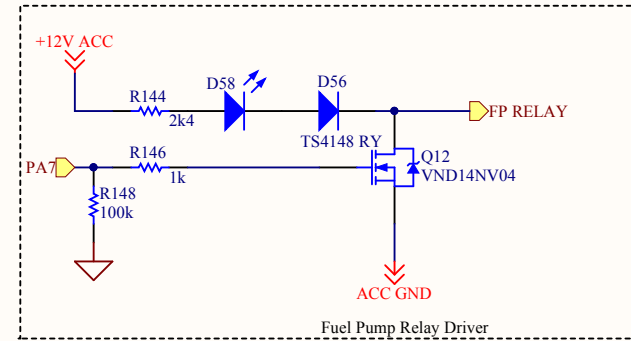 +12V ACC
R144
2k4
D58
D56
TS4148 RY
FP RELAY
PA7
R146
1k
R148
100k
Q12
VND14NV04
ACC GND
Fuel Pump Relay Driver